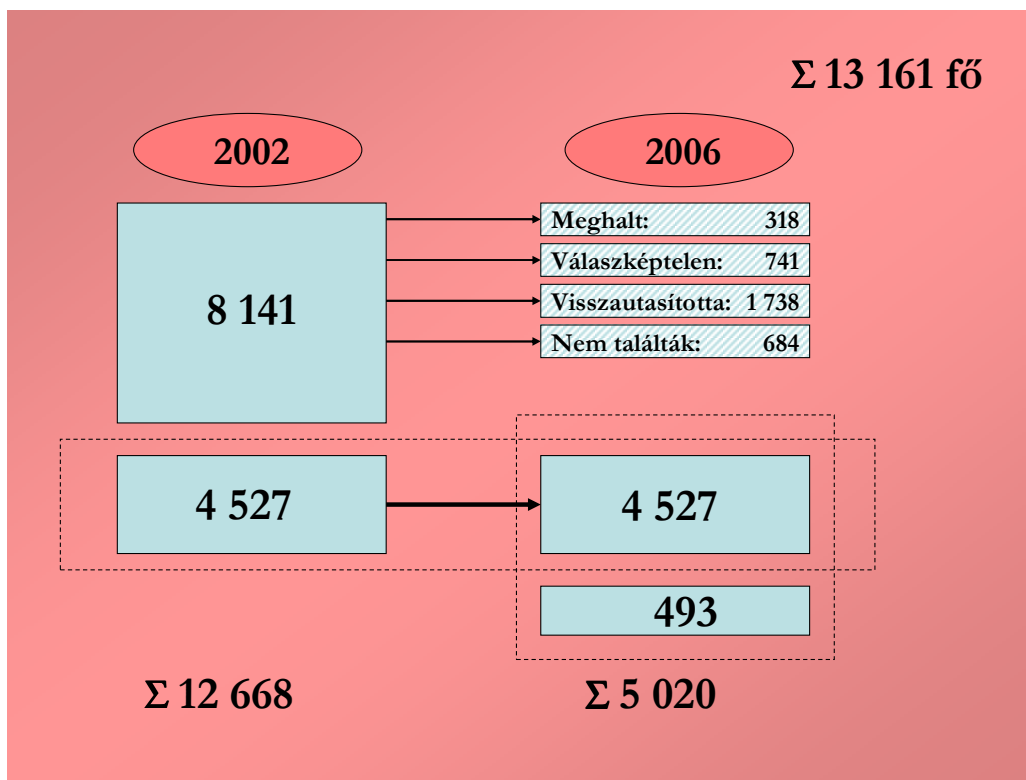 Σ 13 161 fő
2002
2006
8 141
Meghalt: 318
Válaszképtelen: 741
Visszautasította: 1 738
Nem találták: 684
4 527
4 527
493
Σ 12 668
Σ 5 020